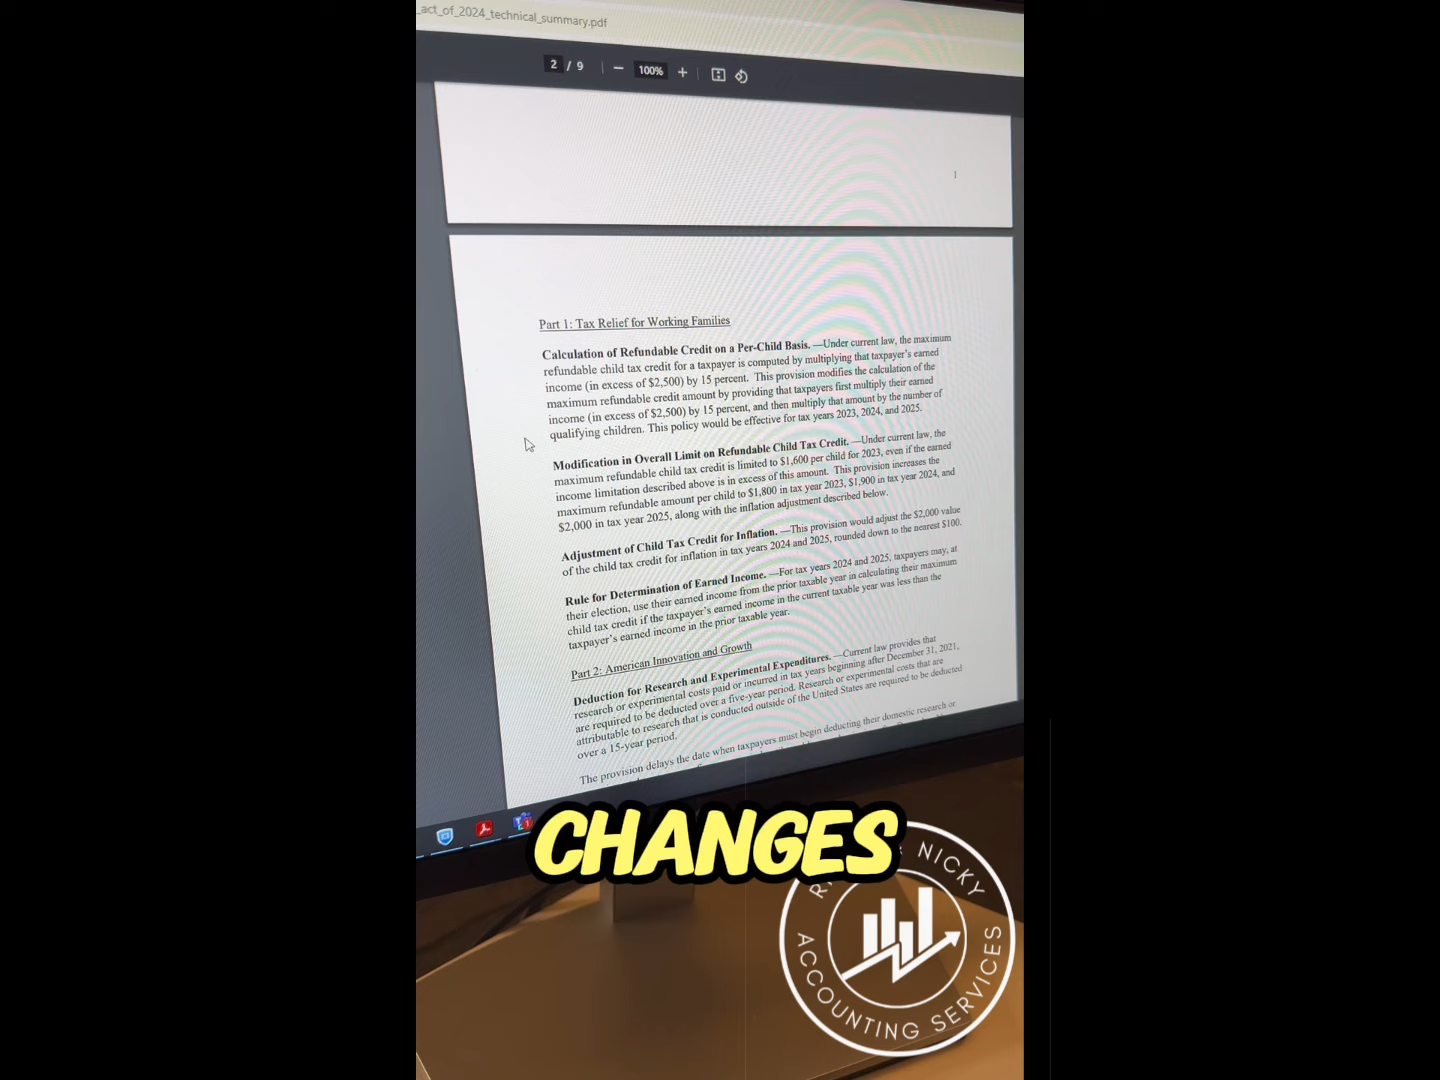 _act_of_2024_technical_summary.pdf
2 / 9
100%
1
Part 1: Tax Relief for Working Families
Calculation of Refundable Credit on a Per-Child Basis. —Under current law, the maximum
refundable child tax credit for a taxpayer is computed by multiplying that taxpayer's earned
income (in excess of $2,500) by 15 percent. This provision modifies the calculation of the
maximum refundable credit amount by providing that taxpayers first multiply their earned
income (in excess of $2,500) by 15 percent, and then multiply that amount by the number of
qualifying children. This policy would be effective for tax years 2023, 2024, and 2025.
Modification in Overall Limit on Refundable Child Tax Credit. —Under current law, the
maximum refundable child tax credit is limited to $1,600 per child for 2023, even if the earned
income limitation described above is in excess of this amount. This provision increases the
maximum refundable amount per child to $1,800 in tax year 2023, $1,900 in tax year 2024, and
$2,000 in tax year 2025, along with the inflation adjustment described below.
Adjustment of Child Tax Credit for Inflation. —This provision would adjust the $2,000 value
of the child tax credit for inflation in tax years 2024 and 2025, rounded down to the nearest $100.
Rule for Determination of Earned Income. —For tax years 2024 and 2025, taxpayers may, at
their election, use their earned income from the prior taxable year in calculating their maximum
child tax credit if the taxpayer's earned income in the current taxable year was less than the
taxpayer's earned income in the prior taxable year.
Part 2: American Innovation and Growth
Deduction for Research and Experimental Expenditures. —Current law provides that
research or experimental costs paid or incurred in tax years beginning after December 31, 2021,
are required to be deducted over a five-year period. Research or experimental costs that are
attributable to research that is conducted outside of the United States are required to be deducted
over a 15-year period.
The provision delays the date when taxpayers must begin deducting their domestic research or
CHANGES
NICKY
ACCOUNTING SERVICES